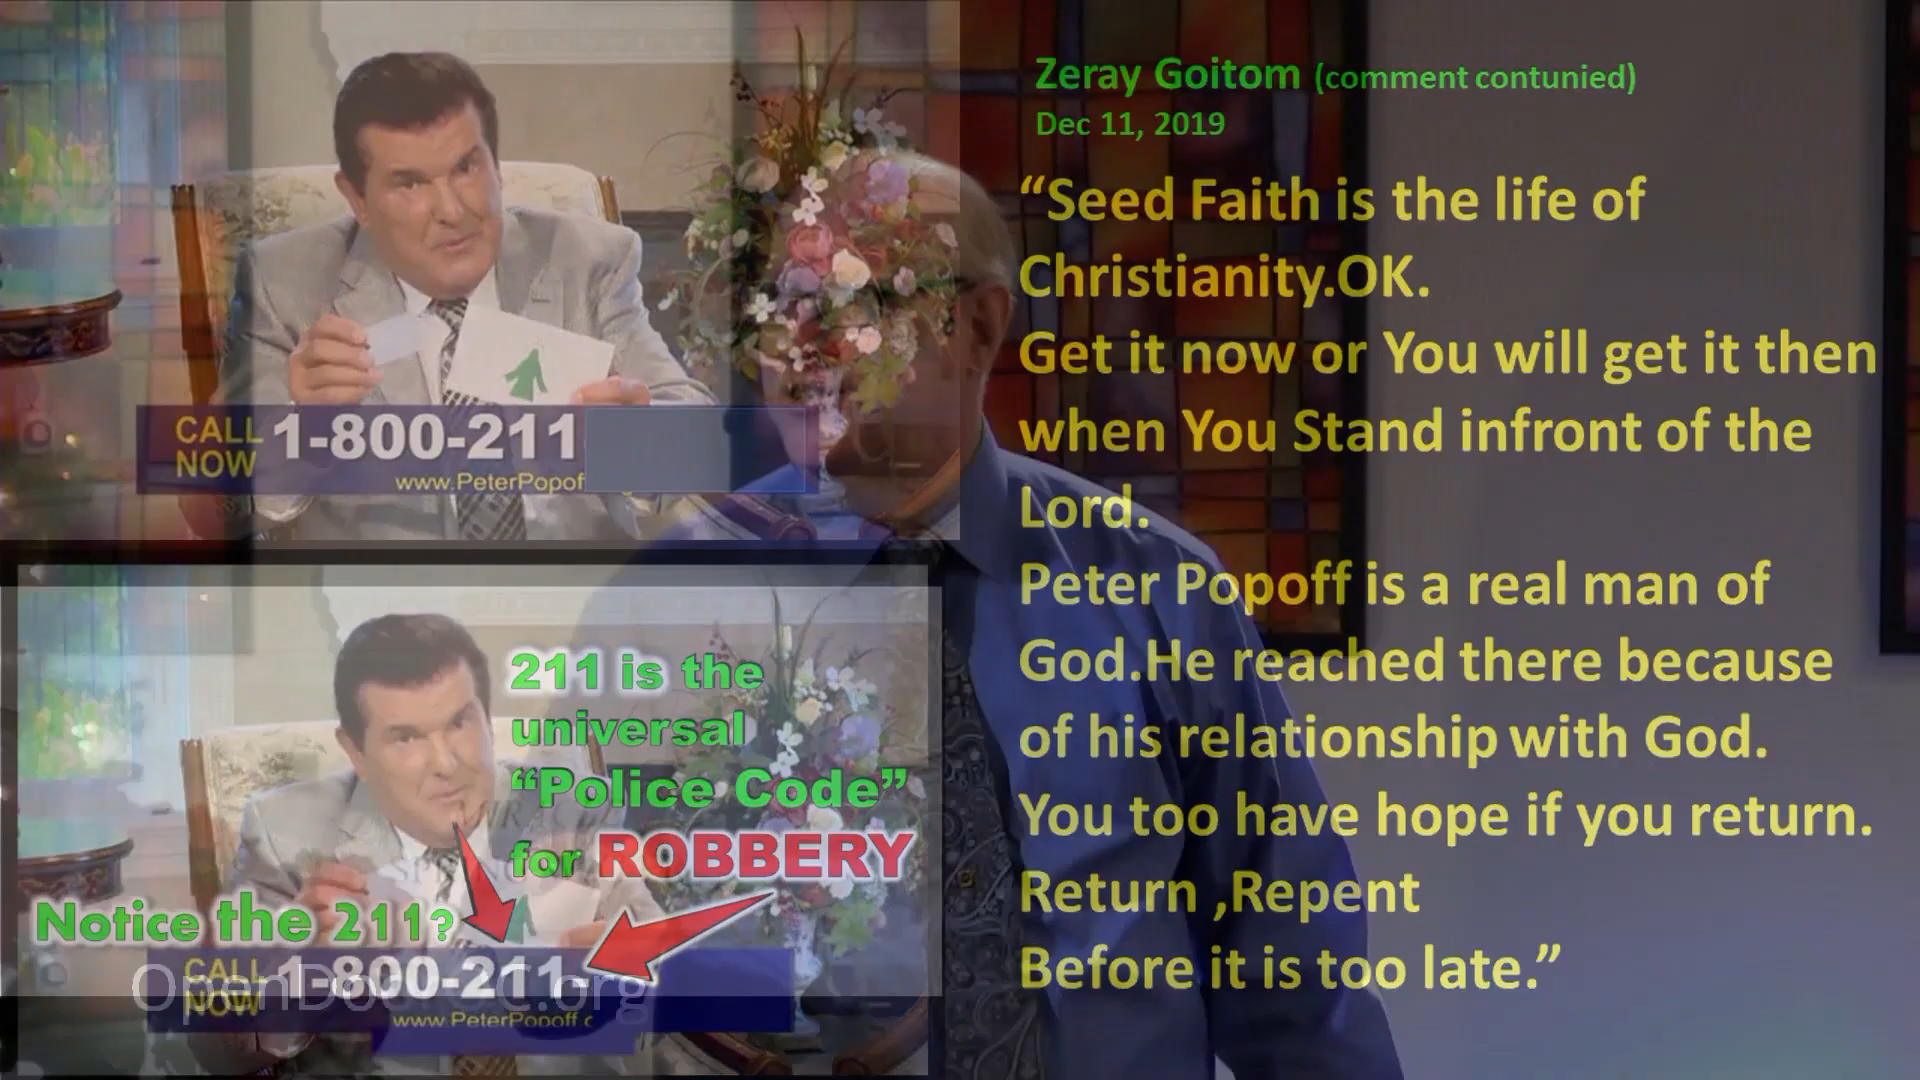 Zeray Goitom (comment contunied)
Dec 11, 2019
“Seed Faith is the life of
Christianity.OK.
Get it now or You will get it then
when You Stand infront of the
Lord.
Peter Popoff is a real man of
God.He reached there because
of his relationship with God.
You too have hope if you return.
Return ,Repent
Before it is too late.”
CALL NOW 1-800-211
www.PeterPopof
211 is the
universal
“Police Code”
for ROBBERY
Notice the 211?
CALL NOW 1-800-211-
www.PeterPopoff.c